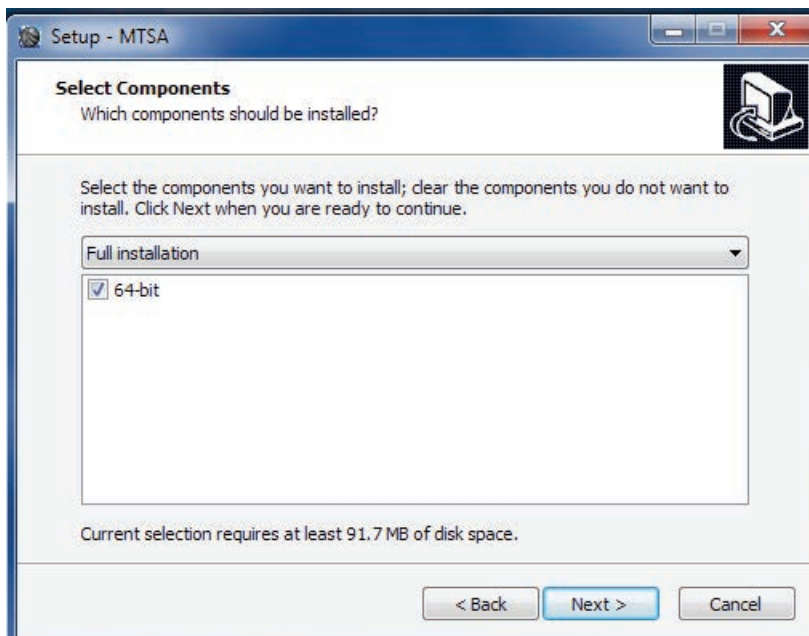 Setup - MTSA
Select Components
Which components should be installed?
Select the components you want to install; clear the components you do not want to
install. Click Next when you are ready to continue.
Full installation
64-bit
Current selection requires at least 91.7 MB of disk space.
< Back
Next >
Cancel